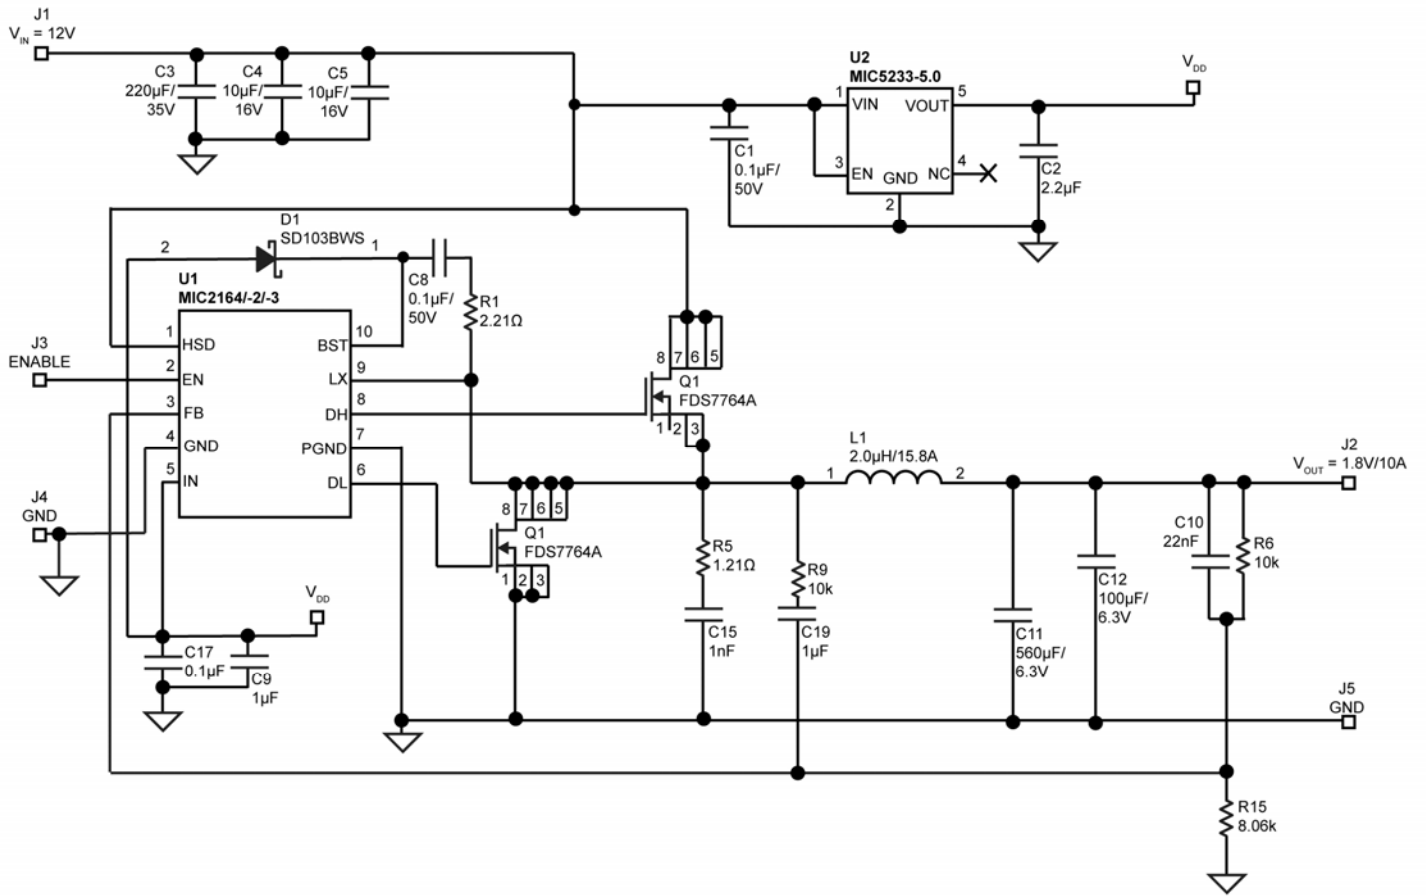 J1
VIN = 12V
C3
220µF/
35V
C4
10µF/
16V
C5
10µF/
16V
U2
MIC5233-5.0
1
VIN
VOUT
5
3
EN
GND
NC
4
2
VDD
C1
0.1µF/
50V
C2
2.2µF
D1
SD103BWS
2
1
C8
0.1µF/
50V
R1
2.21Ω
U1
MIC2164/-2/-3
1
HSD
BST
10
2
EN
LX
9
3
FB
DH
8
4
GND
PGND
7
5
IN
DL
6
J3
ENABLE
J4
GND
8
7
6
5
Q1
FDS7764A
1
2
3
8
7
6
5
Q1
FDS7764A
1
2
3
L1
2.0µH/15.8A
1
2
J2
VOUT = 1.8V/10A
R5
1.21Ω
C15
1nF
R9
10k
C19
1µF
C11
560µF/
6.3V
C12
100µF/
6.3V
C10
22nF
R6
10k
VDD
C17
0.1µF
C9
1µF
J5
GND
R15
8.06k